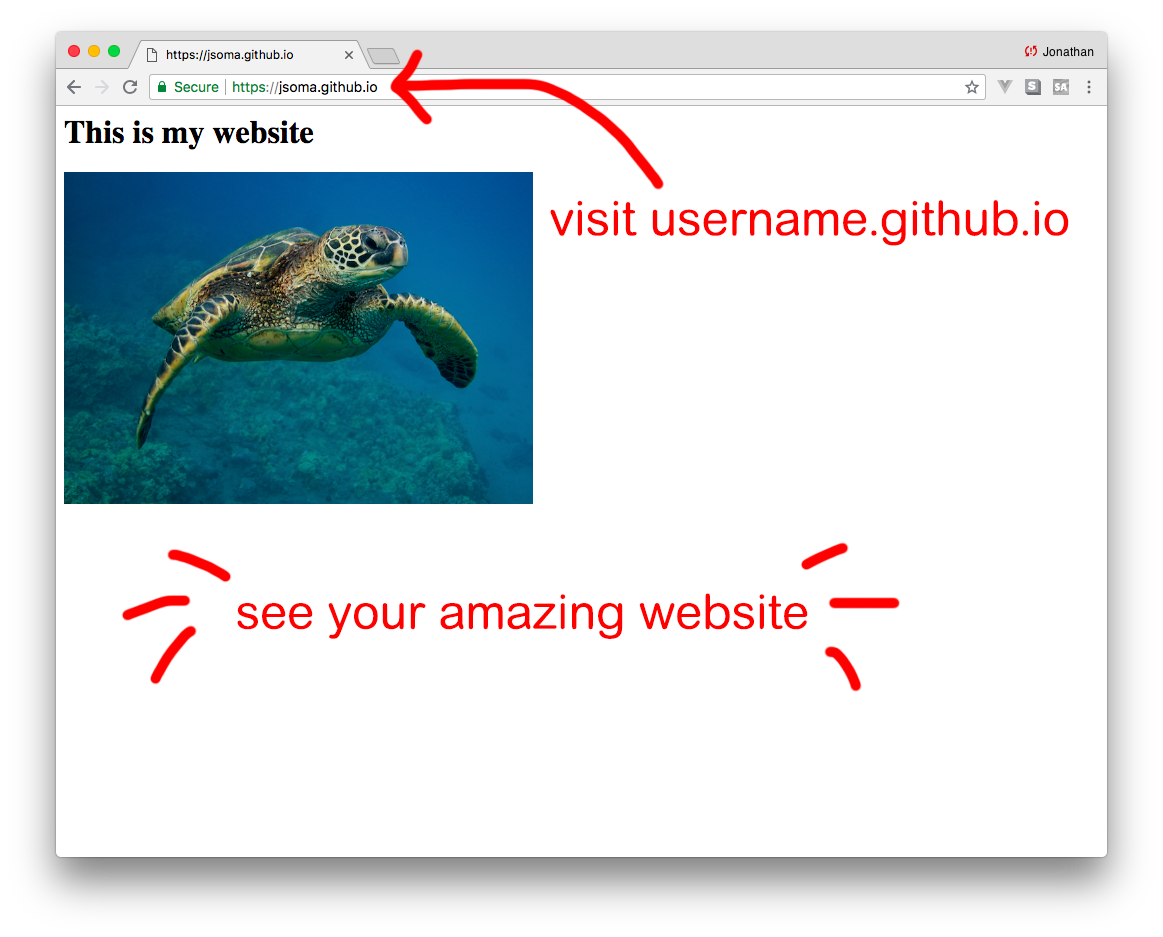 https://jsoma.github.io
Jonathan
Secure https://jsoma.github.io
S
SA
This is my website
visit username.github.io
see your amazing website